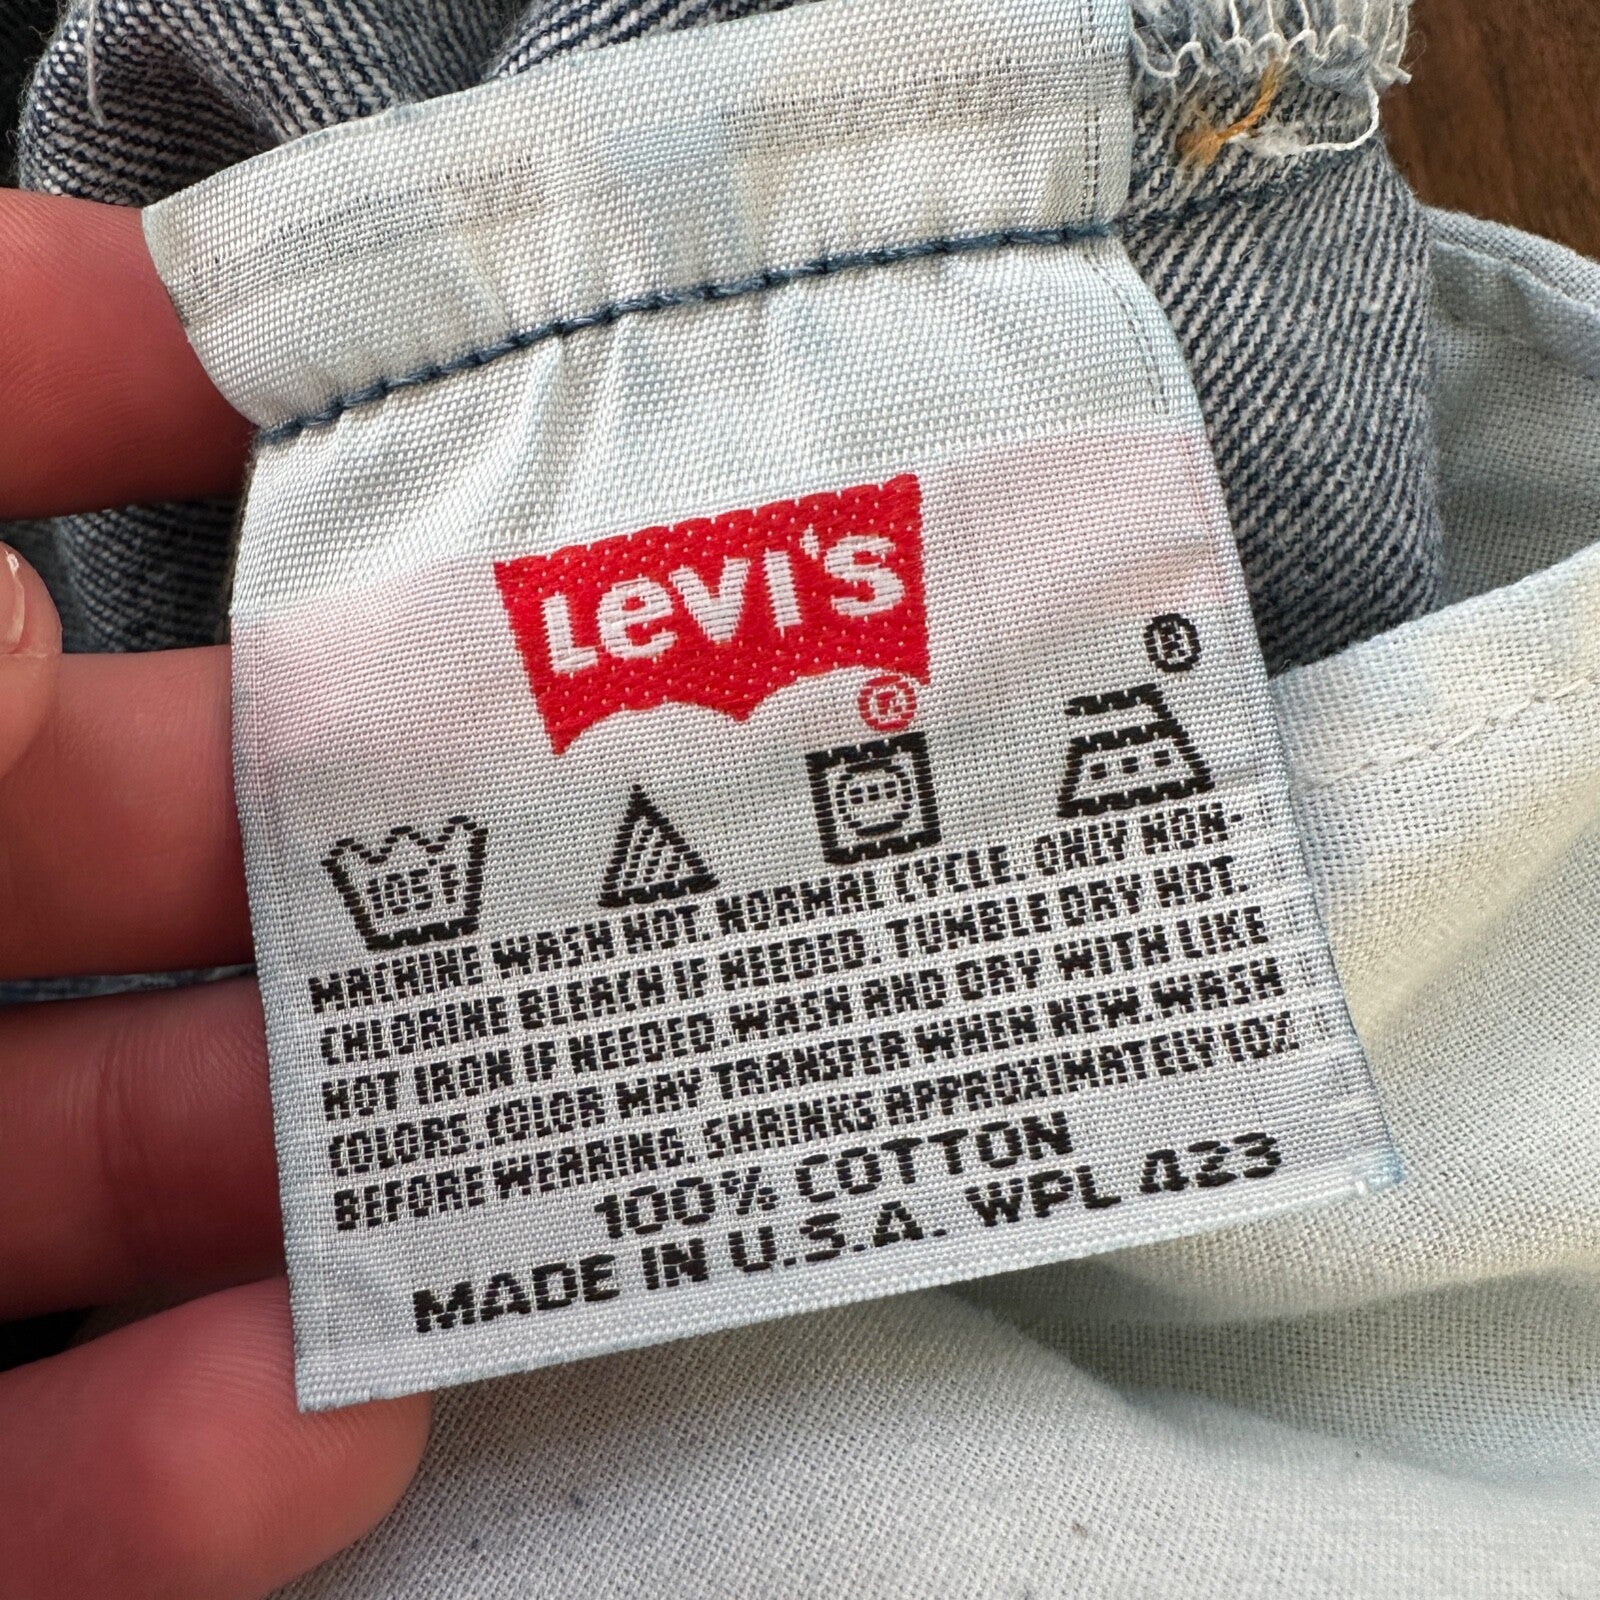 Levi's
®
®
105F
MACHINE WASH HOT. NORMAL CYCLE. ONLY NON-
CHLORINE BLEACH IF NEEDED. TUMBLE DRY HOT.
HOT IRON IF NEEDED. WASH AND DRY WITH LIKE
COLORS. COLOR MAY TRANSFER WHEN NEW. WASH
BEFORE WEARING. SHRINKS APPROXIMATELY 10%
100% COTTON
MADE IN U.S.A. WPL 423